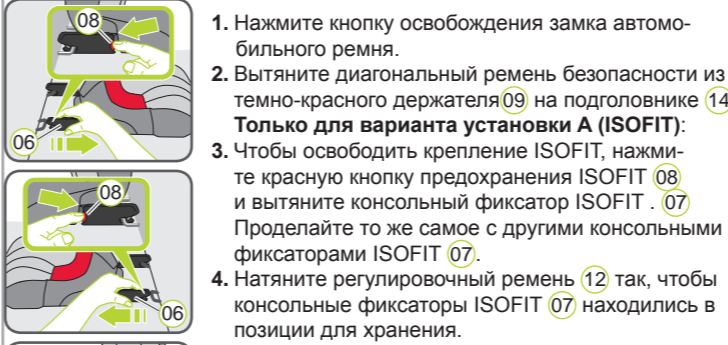 08
06
08
06
1. Нажмите кнопку освобождения замка автомо-
бильного ремня.
2. Вытяните диагональный ремень безопасности из
темно-красного держателя 09 на подголовнике 14
Только для варианта установки A (ISOFIT):
3. Чтобы освободить крепление ISOFIT, нажми-
те красную кнопку предохранения ISOFIT 08
и вытяните консольный фиксатор ISOFIT . 07
Проделайте то же самое с другими консольными
фиксаторами ISOFIT 07.
4. Натяните регулировочный ремень 12 так, чтобы
консольные фиксаторы ISOFIT 07 находились в
позиции для хранения.